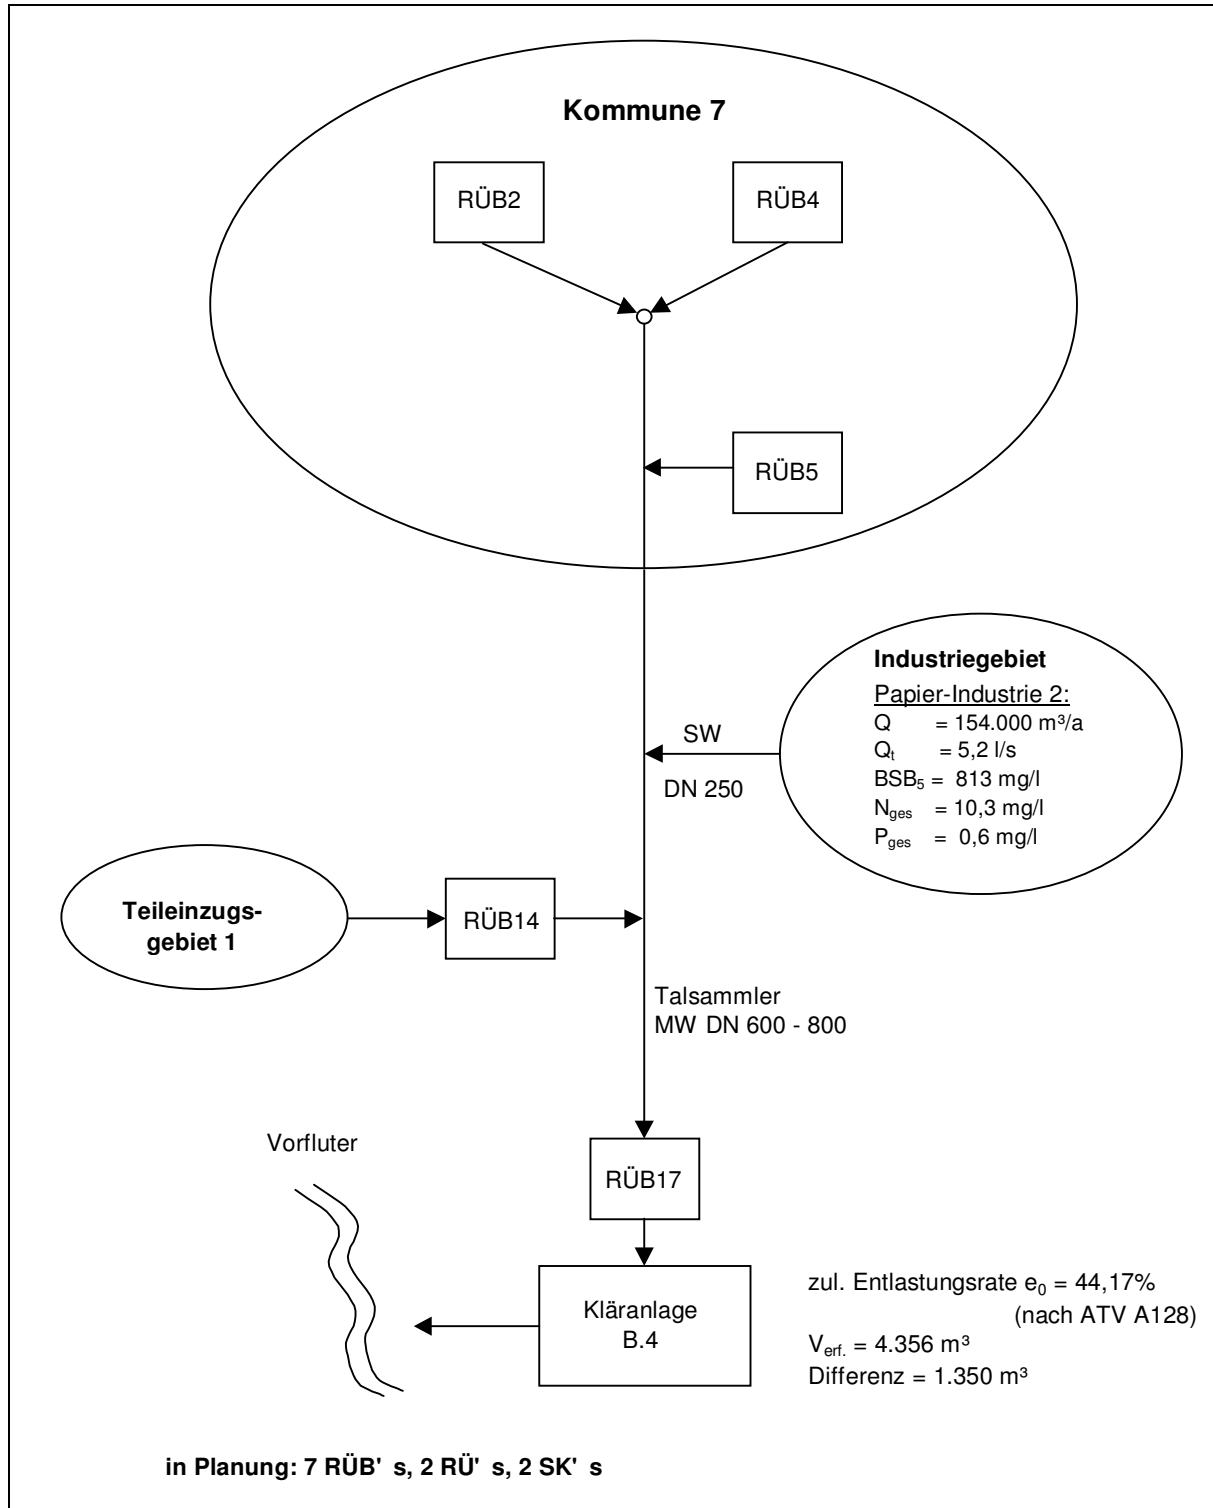 Kommune 7
RÜB2
RÜB4
RÜB5
Industriegebiet
Papier-Industrie 2:
Q = 154.000 m³/a
Qt = 5,2 l/s
BSB5 = 813 mg/l
Nges = 10,3 mg/l
Pges = 0,6 mg/l
SW
DN 250
Teileinzugs-
gebiet 1
RÜB14
Talsammler
MW DN 600 - 800
Vorfluter
RÜB17
Kläranlage
B.4
zul. Entlastungsrate e0 = 44,17%
(nach ATV A128)
Verf. = 4.356 m³
Differenz = 1.350 m³
in Planung: 7 RÜB' s, 2 RÜ' s, 2 SK' s